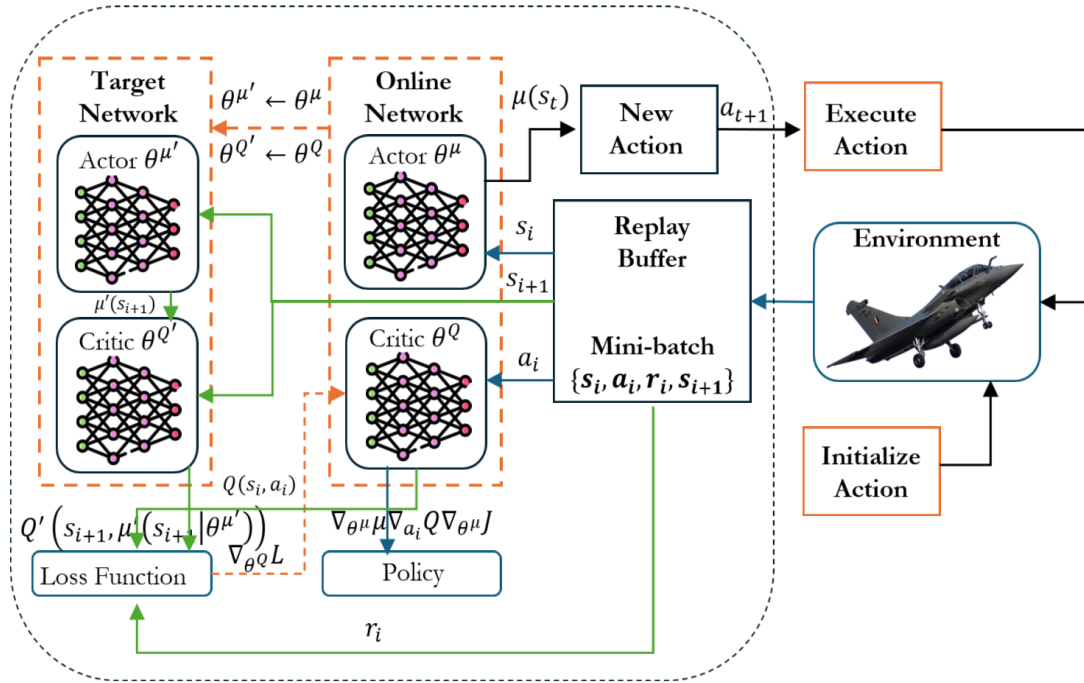 Target
Network
θ^μ' ← θ^μ
θ^Q' ← θ^Q
Online
Network
μ(s_t)
New
Action
a_{t+1}
Execute
Action
Actor θ^μ'
Actor θ^μ
s_i
s_{i+1}
Replay
Buffer
Environment
μ'(s_{i+1})
Critic θ^Q'
Critic θ^Q
a_i
Mini-batch
{s_i, a_i, r_i, s_{i+1}}
Initialize
Action
Q(s_i, a_i)
Q'(s_{i+1}, μ'(s_{i+1}|θ^μ'))
∇_{θ^μ}μ∇_{a_i}Q∇_{θ^μ}J
∇_{θ^Q}L
Loss Function
Policy
r_i